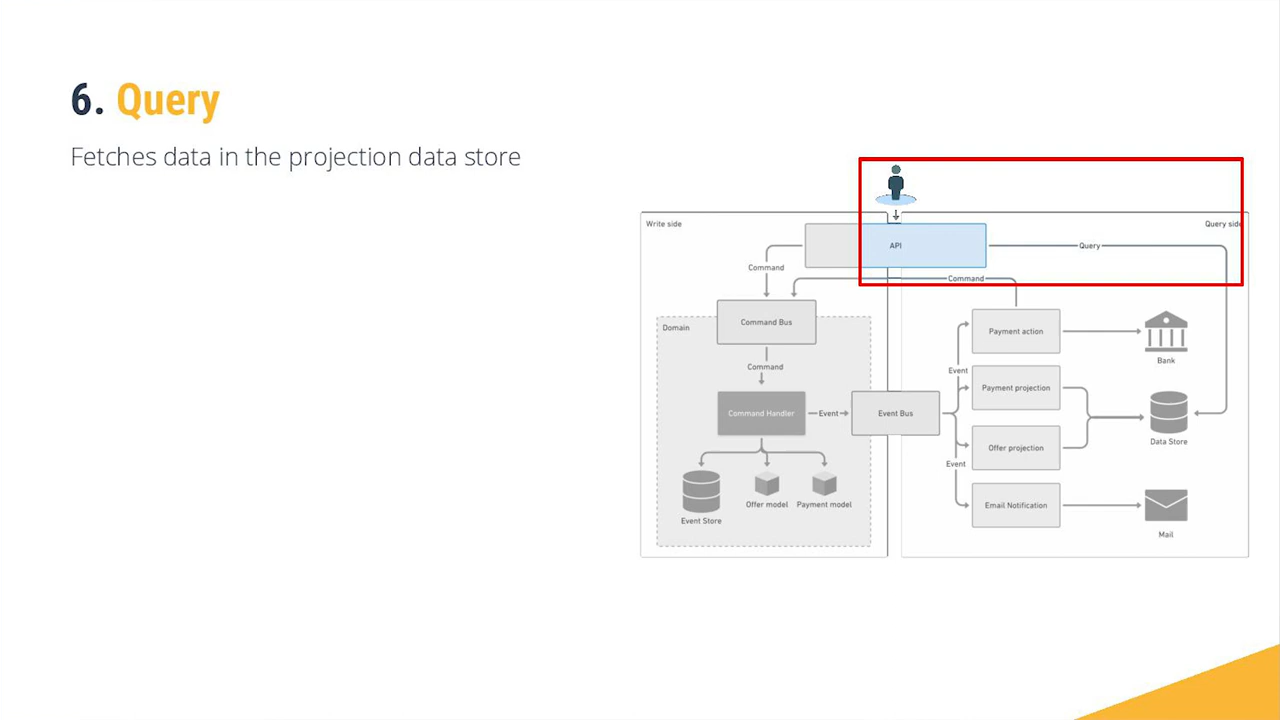 6. Query
Fetches data in the projection data store
Write side
Query side
API
Query
Command
Command
Command Bus
Domain
Payment action
Bank
Command
Event
Payment projection
Command Handler
Event
Event Bus
Data Store
Offer projection
Event
Offer model
Payment model
Email Notification
Event Store
Mail